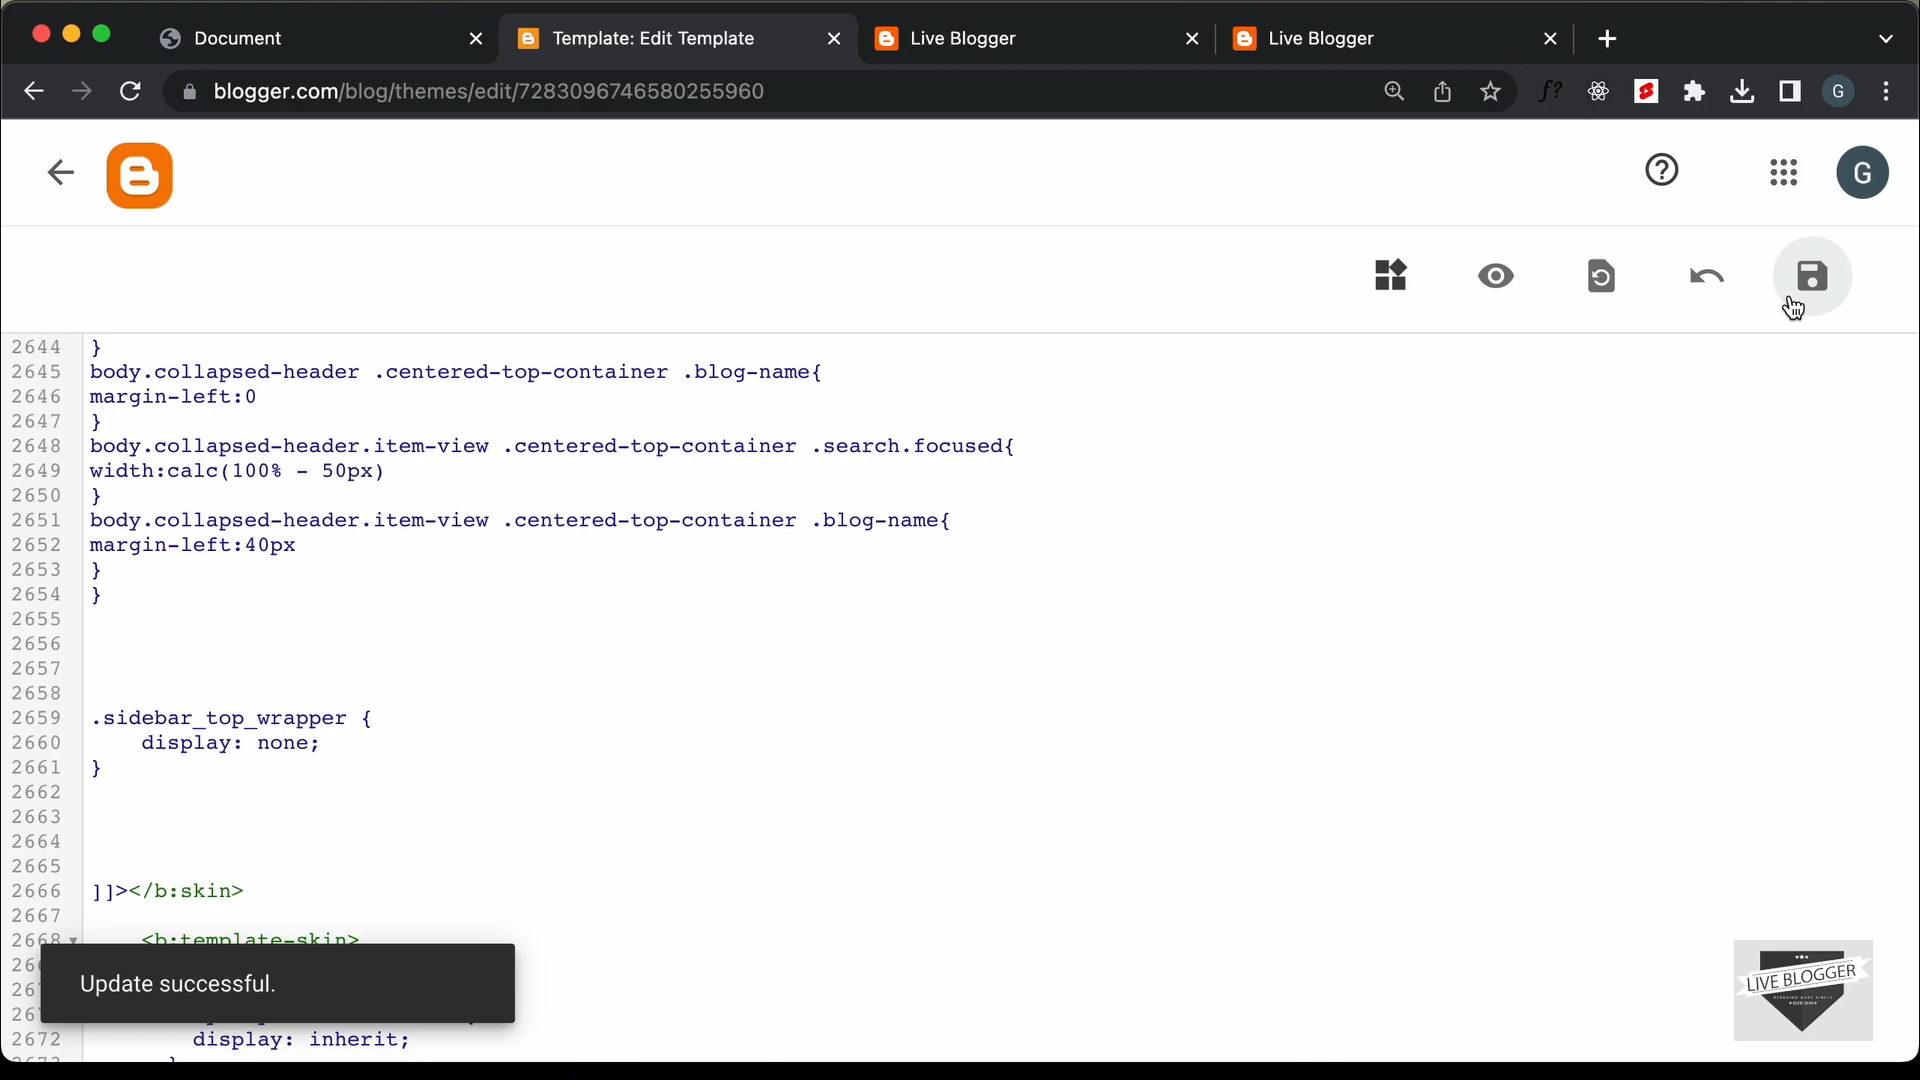 Document
Template: Edit Template
Live Blogger
Live Blogger
blogger.com/blog/themes/edit/7283096746580255960
G
G
2644 }
2645 body.collapsed-header .centered-top-container .blog-name{
2646 margin-left:0
2647 }
2648 body.collapsed-header.item-view .centered-top-container .search.focused{
2649 width:calc(100% - 50px)
2650 }
2651 body.collapsed-header.item-view .centered-top-container .blog-name{
2652 margin-left:40px
2653 }
2654 }
2655
2656
2657
2658
2659 .sidebar_top_wrapper {
2660 display: none;
2661 }
2662
2663
2664
2665
2666 ]]></b:skin>
2667
2668 <b:template-skin>
Update successful.
2672 display: inherit;
LIVE BLOGGER